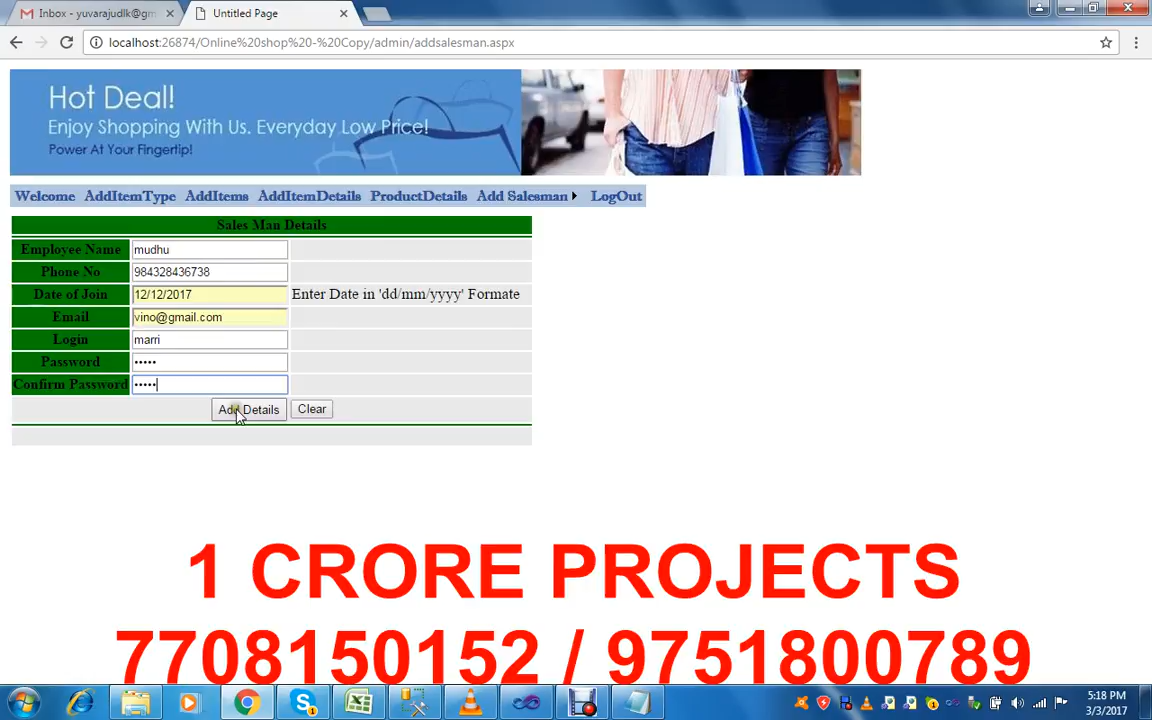 Inbox - yuvarajudlk@gm
Untitled Page
localhost:26874/Online%20shop%20-%20Copy/admin/addsalesman.aspx
Hot Deal!
Enjoy Shopping With Us. Everyday Low Price!
Power At Your Fingertip!
Welcome AddItemType AddItems AddItemDetails ProductDetails Add Salesman LogOut
Sales Man Details
Employee Name mudhu
Phone No 984328436738
Date of Join 12/12/2017 Enter Date in 'dd/mm/yyyy' Formate
Email vino@gmail.com
Login marri
Password •••••
Confirm Password •••••
Add Details Clear
1 CRORE PROJECTS
7708150152 / 9751800789
5:18 PM
3/3/2017